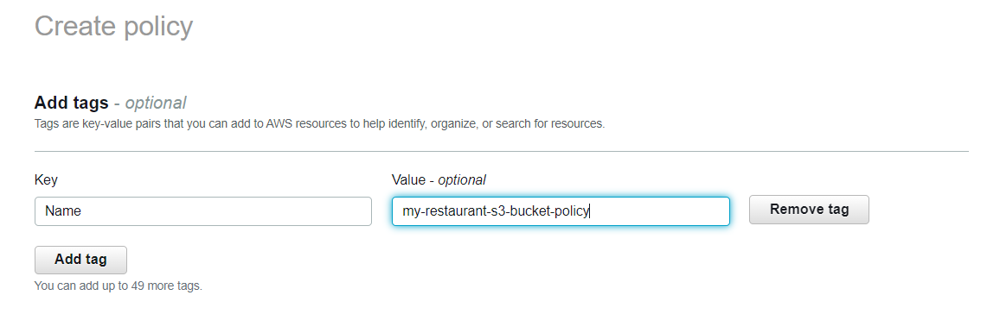 Create policy
Add tags - optional
Tags are key-value pairs that you can add to AWS resources to help identify, organize, or search for resources.
Key
Value - optional
Name
my-restaurant-s3-bucket-policy
Remove tag
Add tag
You can add up to 49 more tags.